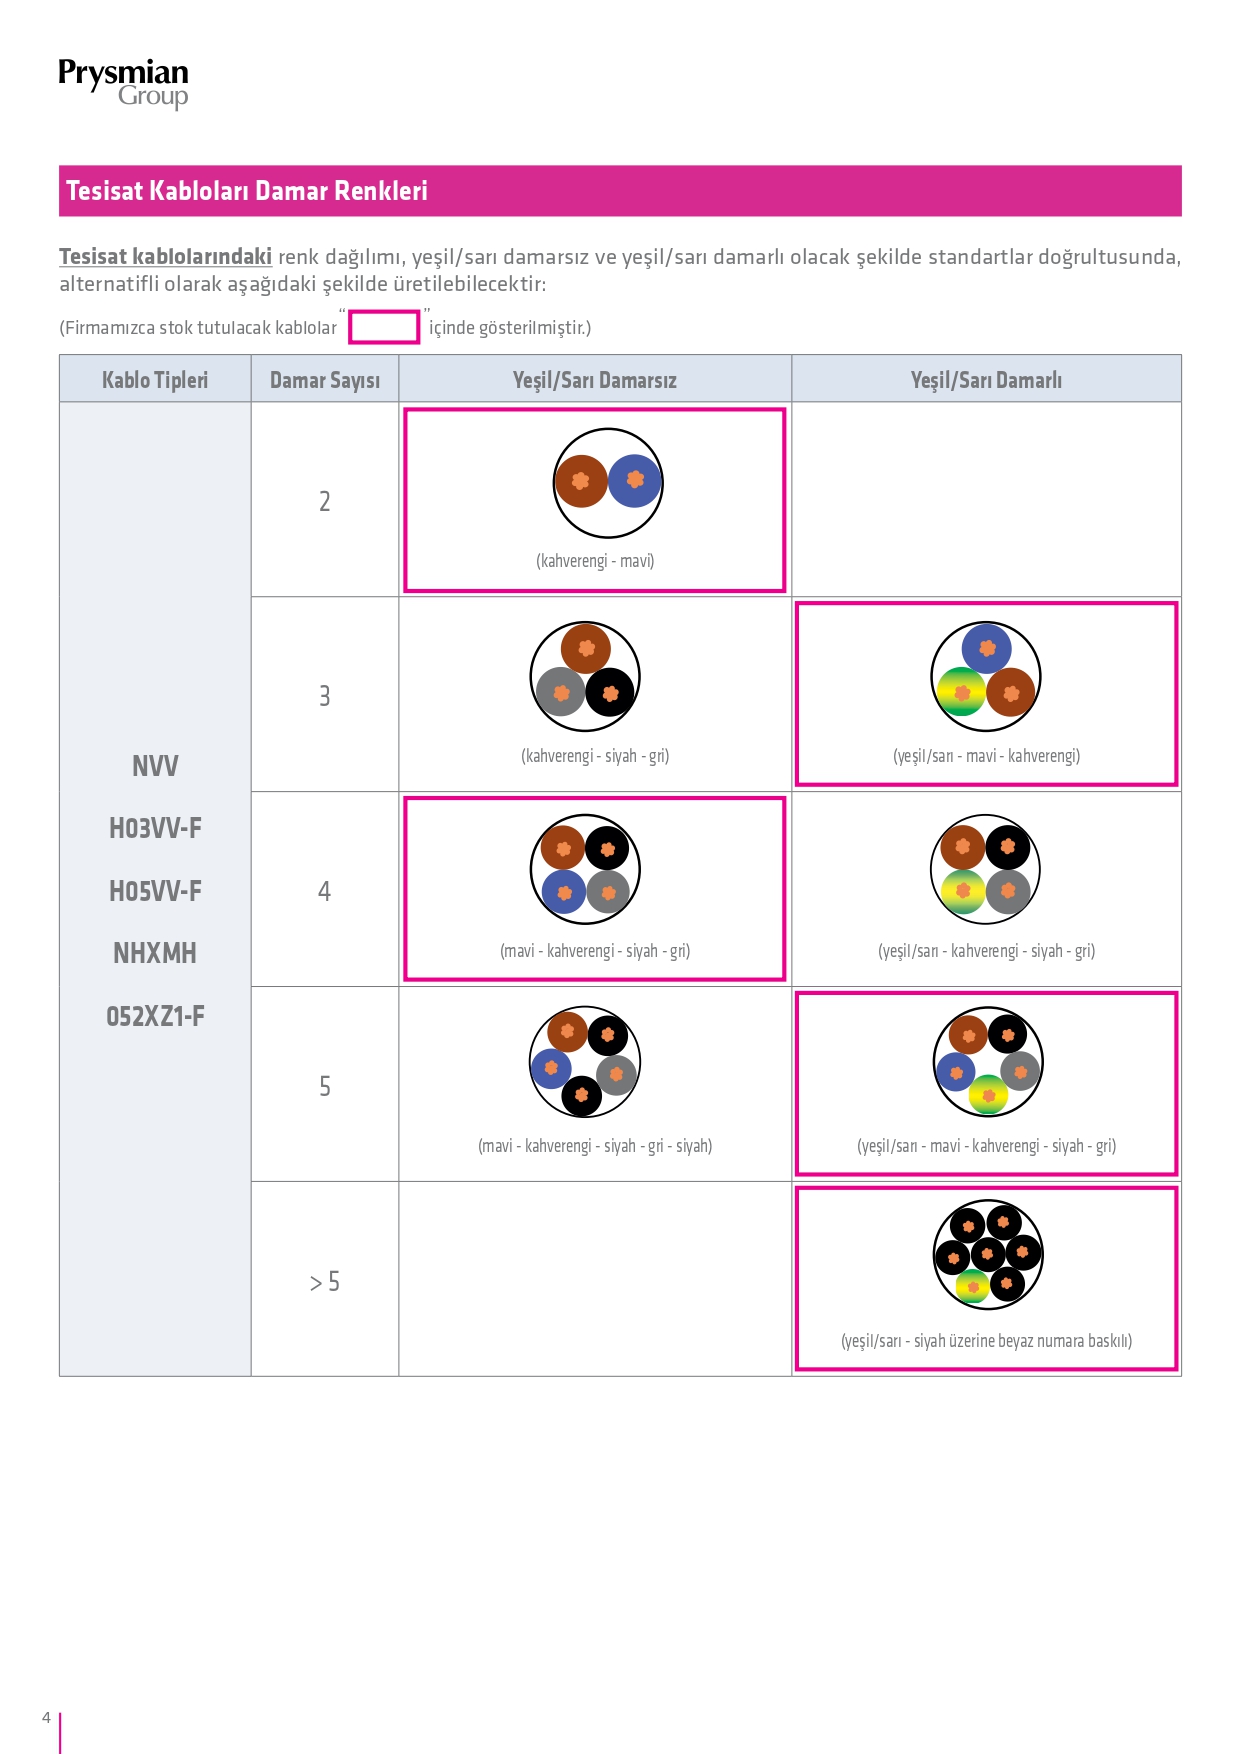 Prysmian
Group
Tesisat Kabloları Damar Renkleri
Tesisat kablolarındaki renk dağılımı, yeşil/sarı damarsız ve yeşil/sarı damarlı olacak şekilde standartlar doğrultusunda,
alternatifli olarak aşağıdaki şekilde üretilebilecektir:
(Firmamızca stok tutulacak kablolar “ ” içinde gösterilmiştir.)
Kablo Tipleri Damar Sayısı Yeşil/Sarı Damarsız Yeşil/Sarı Damarlı
2
(kahverengi - mavi)
3
(kahverengi - siyah - gri) (yeşil/sarı - mavi - kahverengi)
NVV
H03VV-F
H05VV-F
NHXMH
052XZ1-F
4
(mavi - kahverengi - siyah - gri) (yeşil/sarı - kahverengi - siyah - gri)
5
(mavi - kahverengi - siyah - gri - siyah) (yeşil/sarı - mavi - kahverengi - siyah - gri)
> 5
(yeşil/sarı - siyah üzerine beyaz numara baskılı)
4